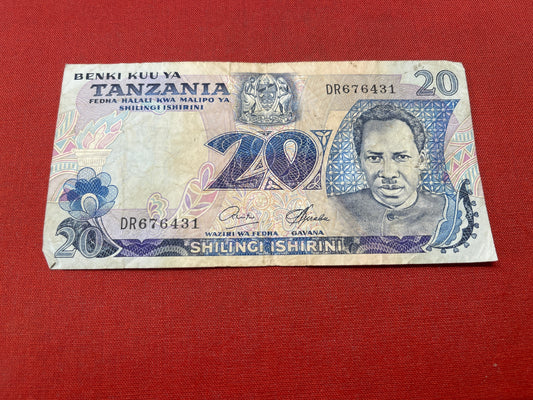 BENKI KUU YA
TANZANIA
FEDHA HALALI KWA MALIPO YA
SHILINGI ISHIRINI
20
DR676431
20
DR676431
20
WAZIRI WA FEDHA
GAVANA
SHILINGI ISHIRINI